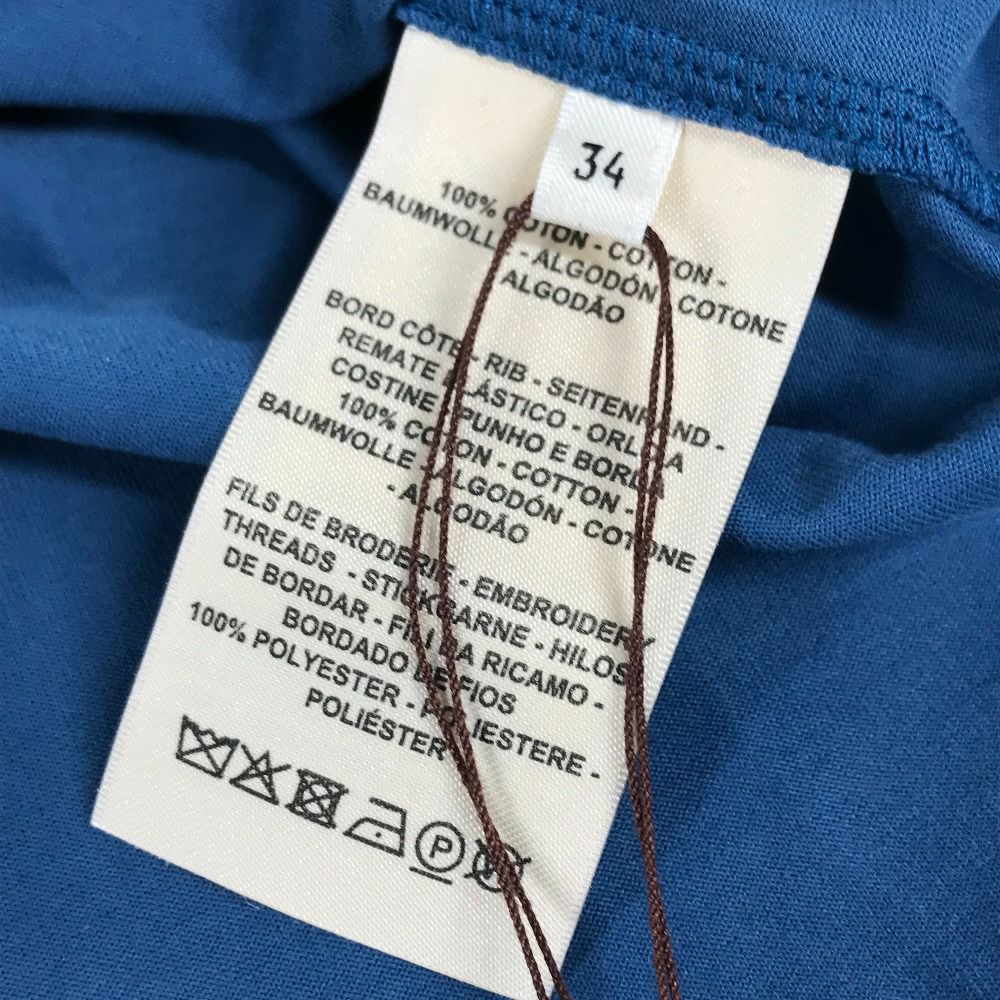 34
100% COTON - COTTON -
BAUMWOLLE - ALGODÓN - COTONE
ALGODÃO
BORD CÔTE - RIB - SEITENRAND -
REMATE ELÁSTICO - ORLO A
COSTINE - PUNHO E BORDA
100% COTON - COTTON -
BAUMWOLLE - ALGODÓN - COTONE
- ALGODÃO
FILS DE BRODERIE - EMBROIDERY
THREADS - STICKGARNE - HILOS
DE BORDAR - FILI DA RICAMO -
BORDADO DE FIOS
100% POLYESTER - POLIESTERE -
POLIÉSTER
P